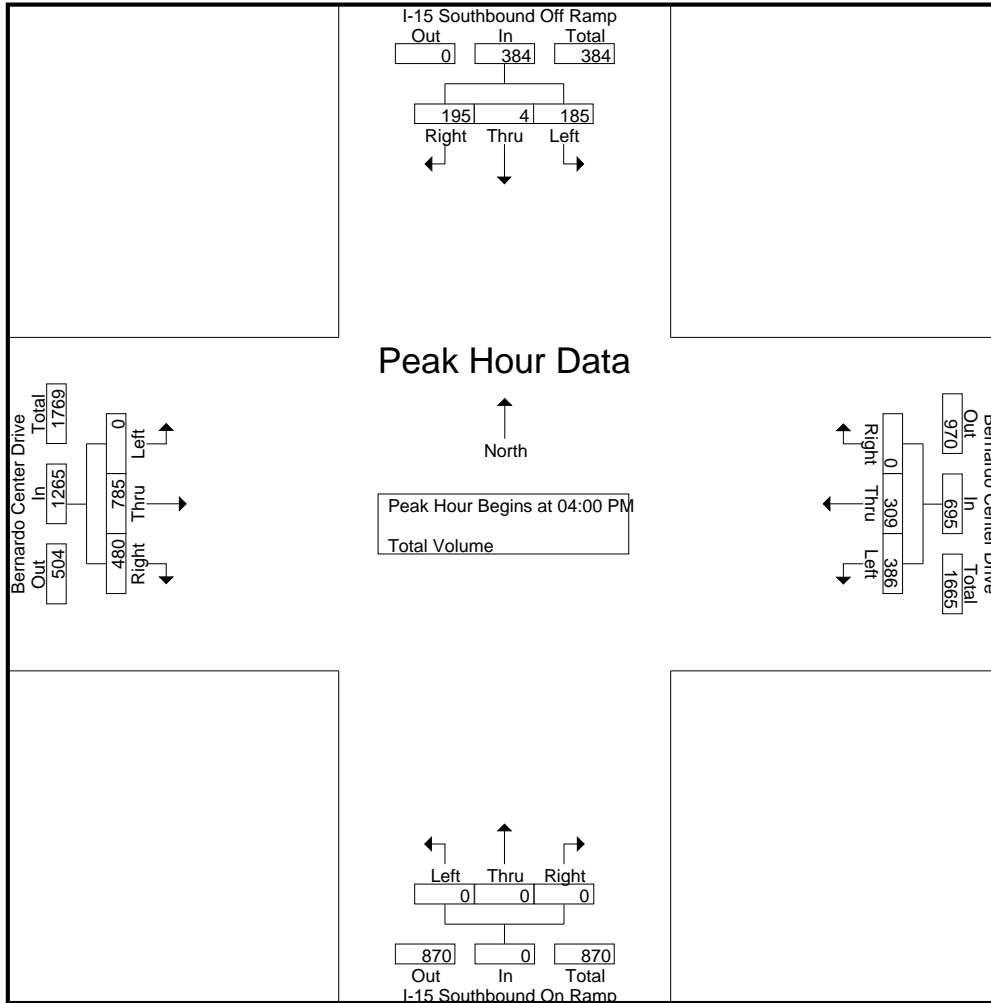 I-15 Southbound Off Ramp
Out In Total
0 384 384
195 4 185
Right Thru Left
Peak Hour Data
North
Peak Hour Begins at 04:00 PM
Total Volume
Bernardo Center Drive
Total In Out
1769 1265 504
0 785 480
Left Thru Right
Bernardo Center Drive
Out In Total
970 695 1665
0 309 386
Right Thru Left
Left Thru Right
0 0 0
870 0 870
Out In Total
I-15 Southbound On Ramp